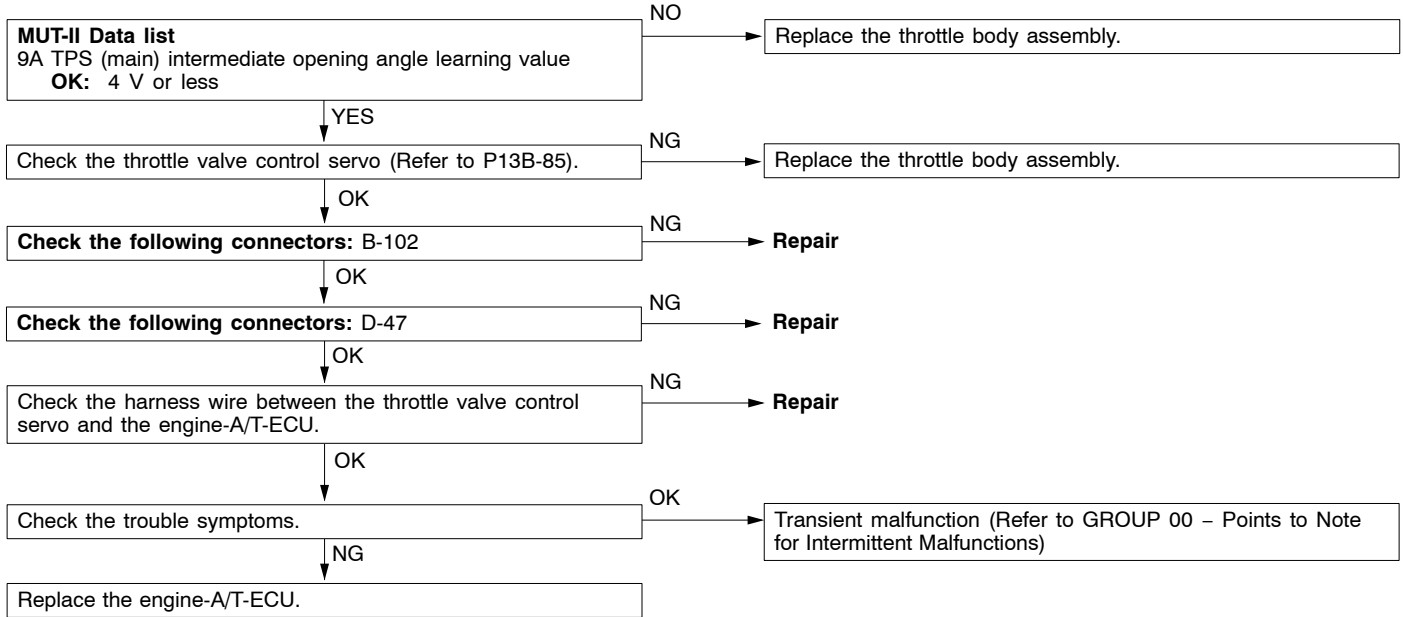 NO
MUT-II Data list
9A TPS (main) intermediate opening angle learning value
OK: 4 V or less
Replace the throttle body assembly.
YES
NG
Check the throttle valve control servo (Refer to P13B-85).
Replace the throttle body assembly.
OK
NG
Check the following connectors: B-102
Repair
OK
NG
Check the following connectors: D-47
Repair
OK
NG
Check the harness wire between the throttle valve control
servo and the engine-A/T-ECU.
Repair
OK
OK
Check the trouble symptoms.
Transient malfunction (Refer to GROUP 00 – Points to Note
for Intermittent Malfunctions)
NG
Replace the engine-A/T-ECU.